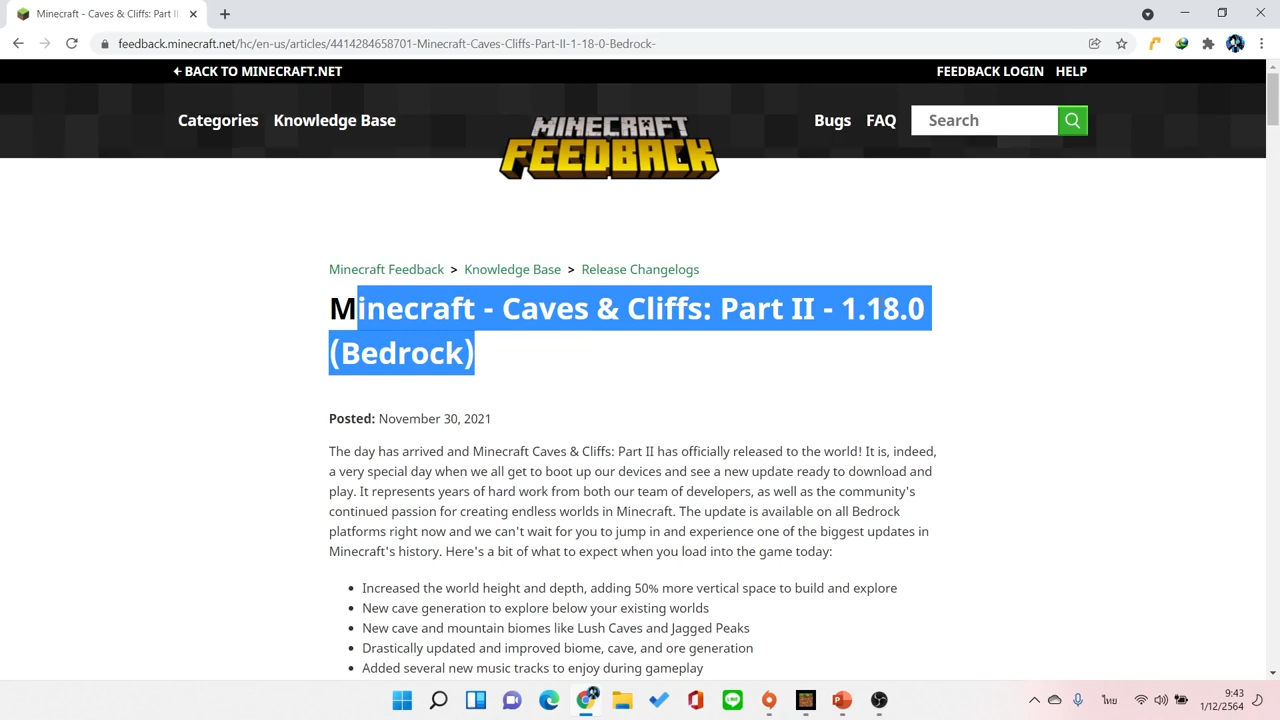 Minecraft - Caves & Cliffs: Part II
feedback.minecraft.net/hc/en-us/articles/4414284658701-Minecraft-Caves-Cliffs-Part-II-1-18-0-Bedrock-
BACK TO MINECRAFT.NET
FEEDBACK LOGIN HELP
Categories Knowledge Base
MINECRAFT
FEEDBACK
Bugs FAQ Search
Minecraft Feedback > Knowledge Base > Release Changelogs
Minecraft - Caves & Cliffs: Part II - 1.18.0
(Bedrock)
Posted: November 30, 2021
The day has arrived and Minecraft Caves & Cliffs: Part II has officially released to the world! It is, indeed,
a very special day when we all get to boot up our devices and see a new update ready to download and
play. It represents years of hard work from both our team of developers, as well as the community's
continued passion for creating endless worlds in Minecraft. The update is available on all Bedrock
platforms right now and we can't wait for you to jump in and experience one of the biggest updates in
Minecraft's history. Here's a bit of what to expect when you load into the game today:
• Increased the world height and depth, adding 50% more vertical space to build and explore
• New cave generation to explore below your existing worlds
• New cave and mountain biomes like Lush Caves and Jagged Peaks
• Drastically updated and improved biome, cave, and ore generation
• Added several new music tracks to enjoy during gameplay
LINE
ไทย
9:43
1/12/2564